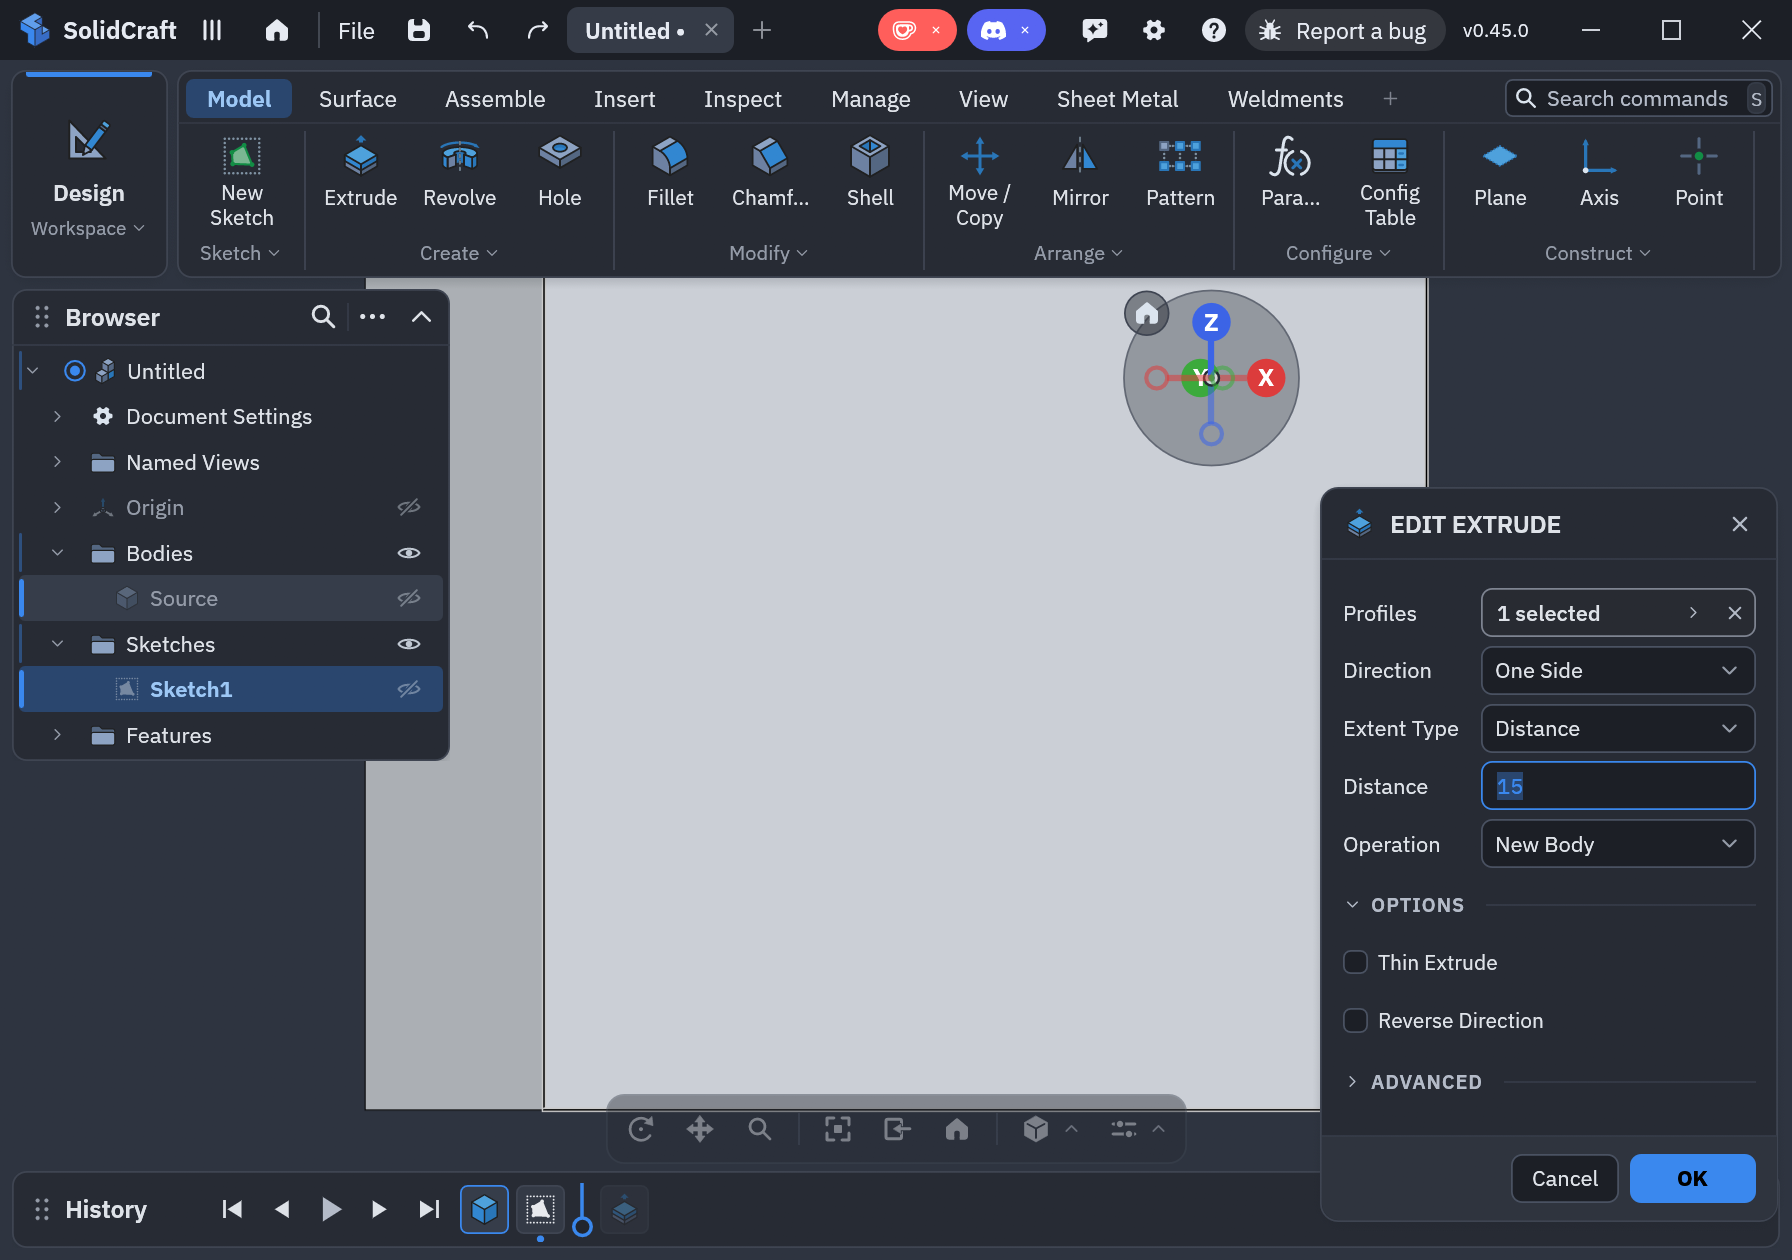 SolidCraft
File
Untitled •
Report a bug
v0.45.0
Design
Workspace
Model
Surface
Assemble
Insert
Inspect
Manage
View
Sheet Metal
Weldments
Search commands
S
New
Sketch
Extrude
Revolve
Hole
Fillet
Chamf...
Shell
Move /
Copy
Mirror
Pattern
Para...
Config
Table
Plane
Axis
Point
Sketch
Create
Modify
Arrange
Configure
Construct
Browser
Untitled
Document Settings
Named Views
Origin
Bodies
Source
Sketches
Sketch1
Features
Z
Y
X
EDIT EXTRUDE
Profiles
1 selected
Direction
One Side
Extent Type
Distance
Distance
15
Operation
New Body
OPTIONS
Thin Extrude
Reverse Direction
ADVANCED
Cancel
OK
History